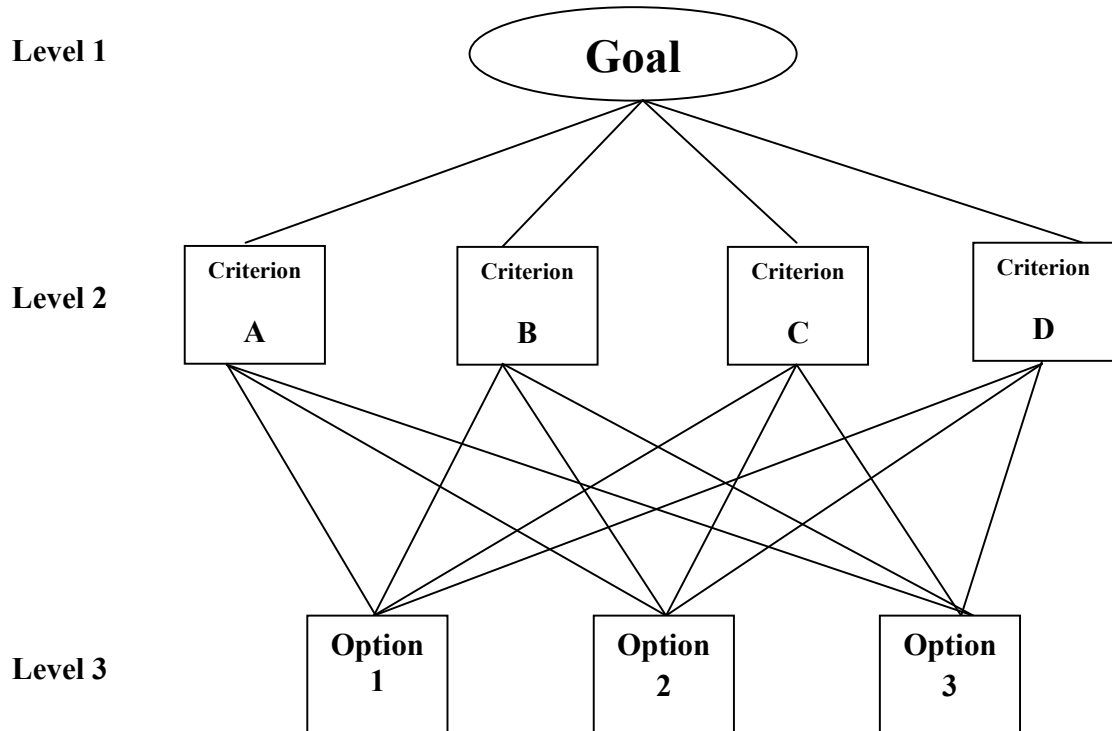 Level 1
Goal
Level 2
Criterion
A
Criterion
B
Criterion
C
Criterion
D
Level 3
Option
1
Option
2
Option
3